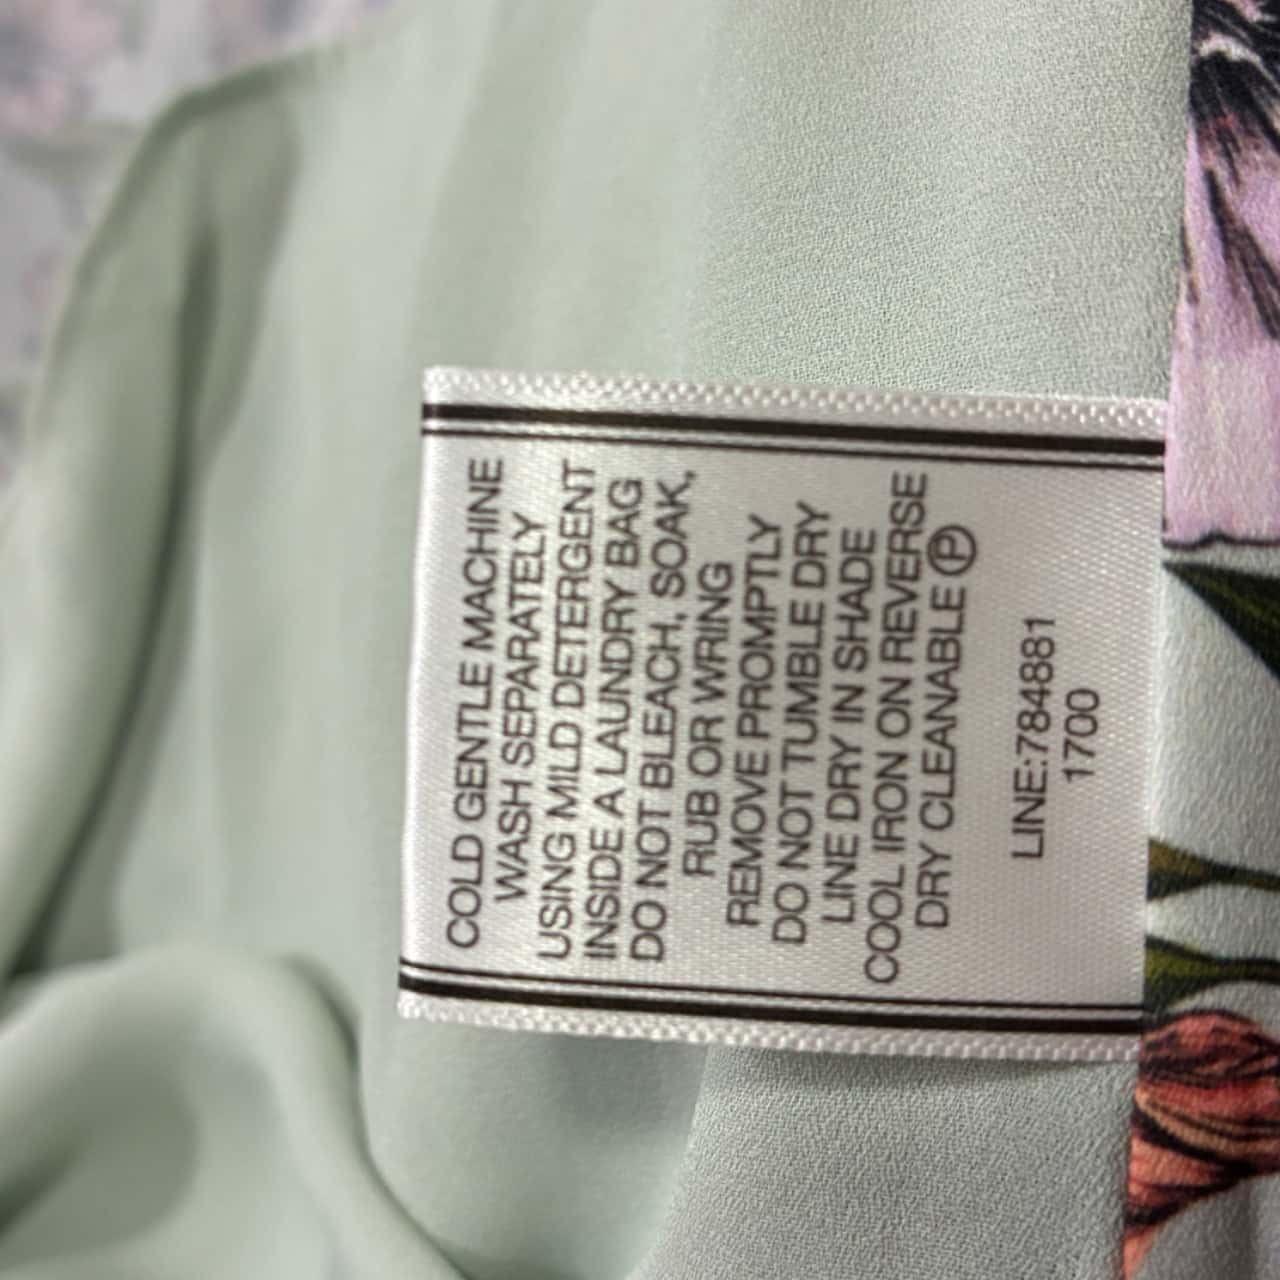 COLD GENTLE MACHINE
WASH SEPARATELY
USING MILD DETERGENT
INSIDE A LAUNDRY BAG
DO NOT BLEACH, SOAK,
RUB OR WRING
REMOVE PROMPTLY
DO NOT TUMBLE DRY
LINE DRY IN SHADE
COOL IRON ON REVERSE
DRY CLEANABLE Ⓟ
LINE:784881
1700